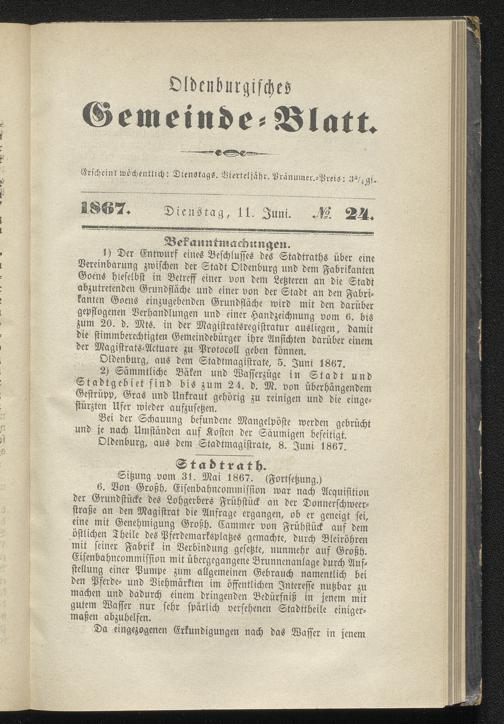 Oldenburgisches
Gemeinde-Blatt.
Erscheint wöchentlich: Dienstags. Vierteljähr. Pränumer.-Preis: 3¾ gr.
1867. Dienstag, 11. Juni. №. 24.
Bekanntmachungen.
1) Der Entwurf eines Beschlusses des Stadtraths über eine
Vereinbarung zwischen der Stadt Oldenburg und dem Fabrikanten
Goens hieselbst in Betreff einer von dem Letzteren an die Stadt
abzutretenden Grundfläche und einer von der Stadt an den Fabri-
kanten Goens einzugebenden Grundfläche wird mit den darüber
gepflogenen Verhandlungen und einer Handzeichnung vom 6. bis
zum 20. d. Mts. in der Magistratsregistratur ausliegen, damit
die stimmberechtigten Gemeindebürger ihre Ansichten darüber einem
der Magistrats-Actuare zu Protocoll geben können.
Oldenburg, aus dem Stadtmagistrate, 5. Juni 1867.
2) Sämmtliche Bäken und Wasserzüge in Stadt und
Stadtgebiet sind bis zum 24. d. M. von überhängendem
Gestrüpp, Gras und Unkraut gehörig zu reinigen und die einge-
stürzten Ufer wieder aufzusetzen.
Bei der Schauung befundene Mangelpöste werden gebrücht
und je nach Umständen auf Kosten der Säumigen beseitigt.
Oldenburg, aus dem Stadtmagistrate, 8. Juni 1867.
Stadtrath.
Sitzung vom 31. Mai 1867. (Fortsetzung.)
6. Von Großh. Eisenbahncommission war nach Acquisition
der Grundstücke des Lohgerbers Frühstück an der Donnerschweer-
straße an den Magistrat die Anfrage ergangen, ob er geneigt sei,
eine mit Genehmigung Großh. Cammer von Frühstück auf dem
östlichen Theile des Pferdemarktplatzes gemachte, durch Bleiröhren
mit seiner Fabrik in Verbindung gesetzte, nunmehr auf Großh.
Eisenbahncommission mit übergegangene Brunnenanlage durch Auf-
stellung einer Pumpe zum allgemeinen Gebrauch namentlich bei
den Pferde- und Viehmärkten im öffentlichen Interesse nutzbar zu
machen und dadurch einem dringenden Bedürfniß in jenem mit
gutem Wasser nur sehr spärlich versehenen Stadttheile einiger-
maßen abzuhelfen.
Da eingezogenen Erkundigungen nach das Wasser in jenem